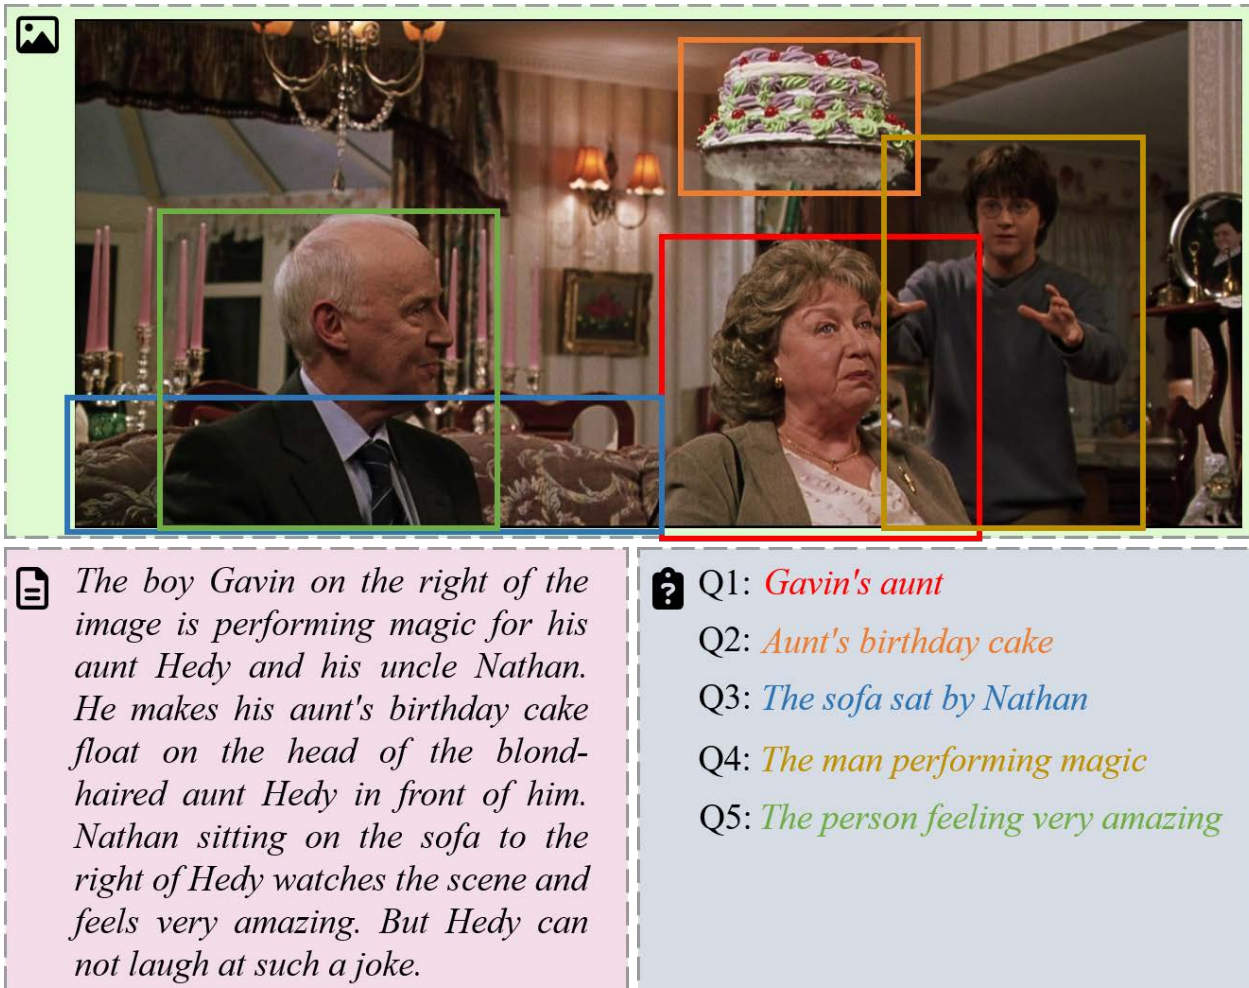 The boy Gavin on the right of the
image is performing magic for his
aunt Hedy and his uncle Nathan.
He makes his aunt's birthday cake
float on the head of the blond-
haired aunt Hedy in front of him.
Nathan sitting on the sofa to the
right of Hedy watches the scene and
feels very amazing. But Hedy can
not laugh at such a joke.
Q1: Gavin's aunt
Q2: Aunt's birthday cake
Q3: The sofa sat by Nathan
Q4: The man performing magic
Q5: The person feeling very amazing